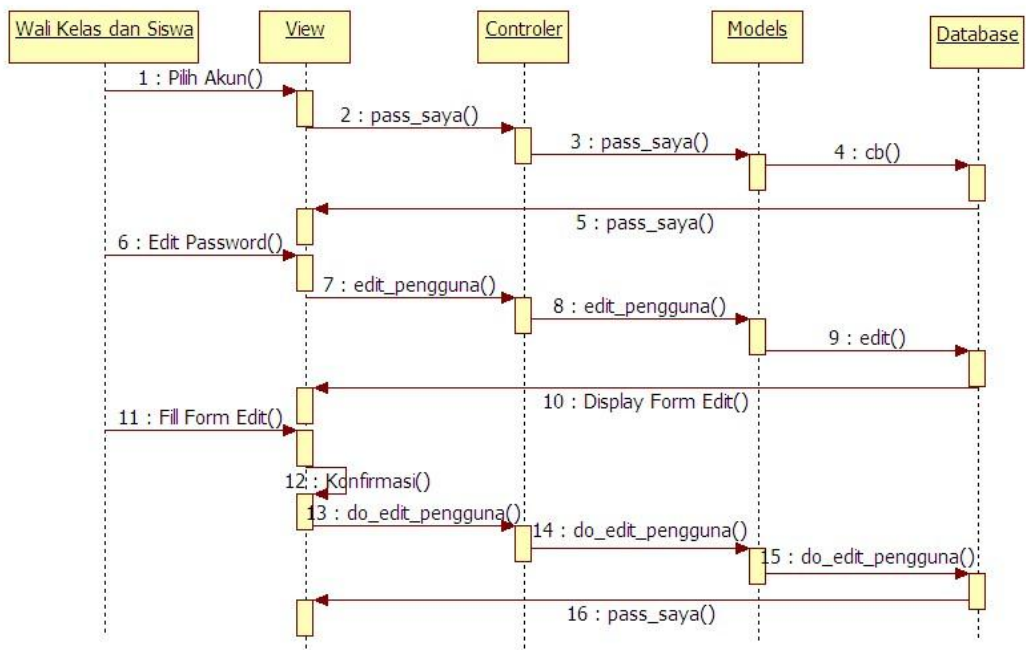 Wali Kelas dan Siswa
View
Controler
Models
Database
1 : Pilih Akun()
2 : pass_saya()
3 : pass_saya()
4 : cb()
5 : pass_saya()
6 : Edit Password()
7 : edit_pengguna()
8 : edit_pengguna()
9 : edit()
10 : Display Form Edit()
11 : Fill Form Edit()
12 : Konfirmasi()
13 : do_edit_pengguna()
14 : do_edit_pengguna()
15 : do_edit_pengguna()
16 : pass_saya()